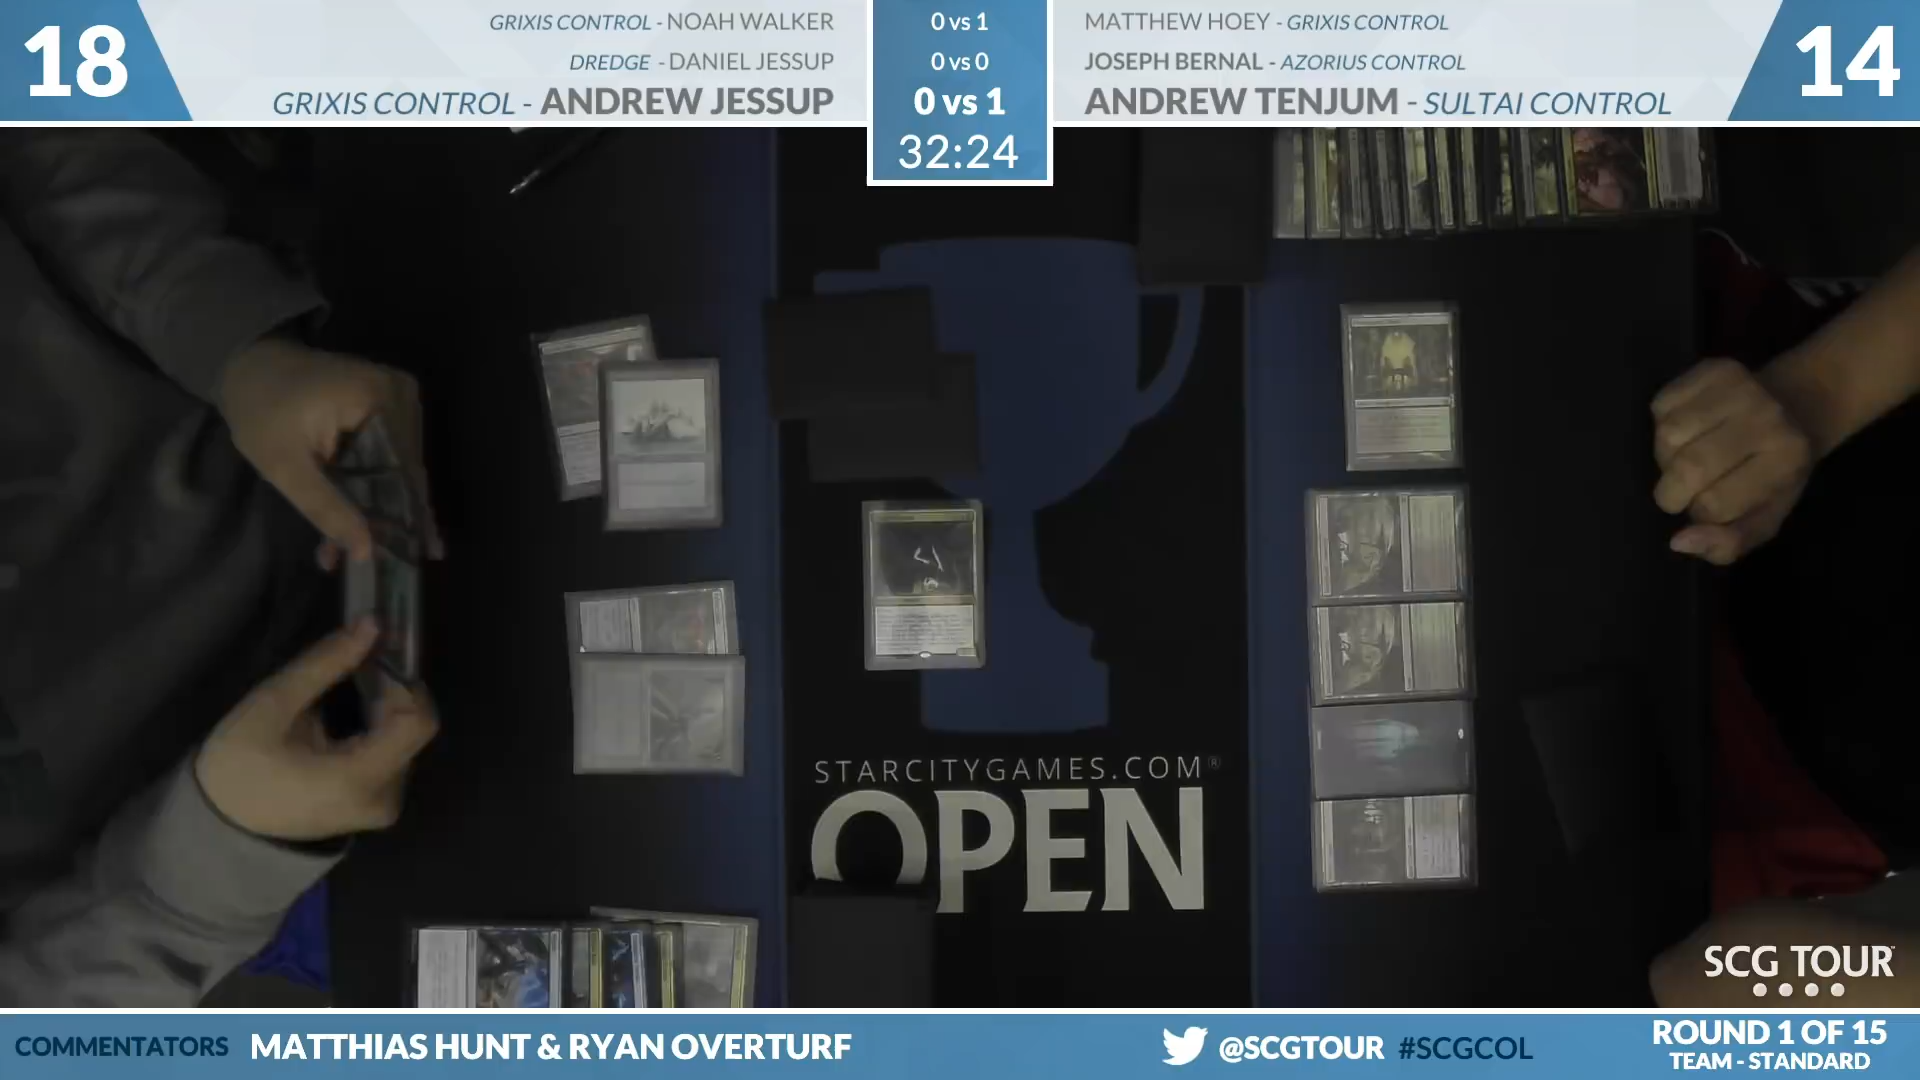 18
GRIXIS CONTROL - NOAH WALKER
DREDGE - DANIEL JESSUP
GRIXIS CONTROL - ANDREW JESSUP
0 vs 1
0 vs 0
0 vs 1
32:24
MATTHEW HOEY - GRIXIS CONTROL
JOSEPH BERNAL - AZORIUS CONTROL
ANDREW TENJUM - SULTAI CONTROL
14
STARCITYGAMES.COM®
OPEN
SCG TOUR
COMMENTATORS MATTHIAS HUNT & RYAN OVERTURF
@SCGTOUR #SCGCOL
ROUND 1 OF 15
TEAM - STANDARD